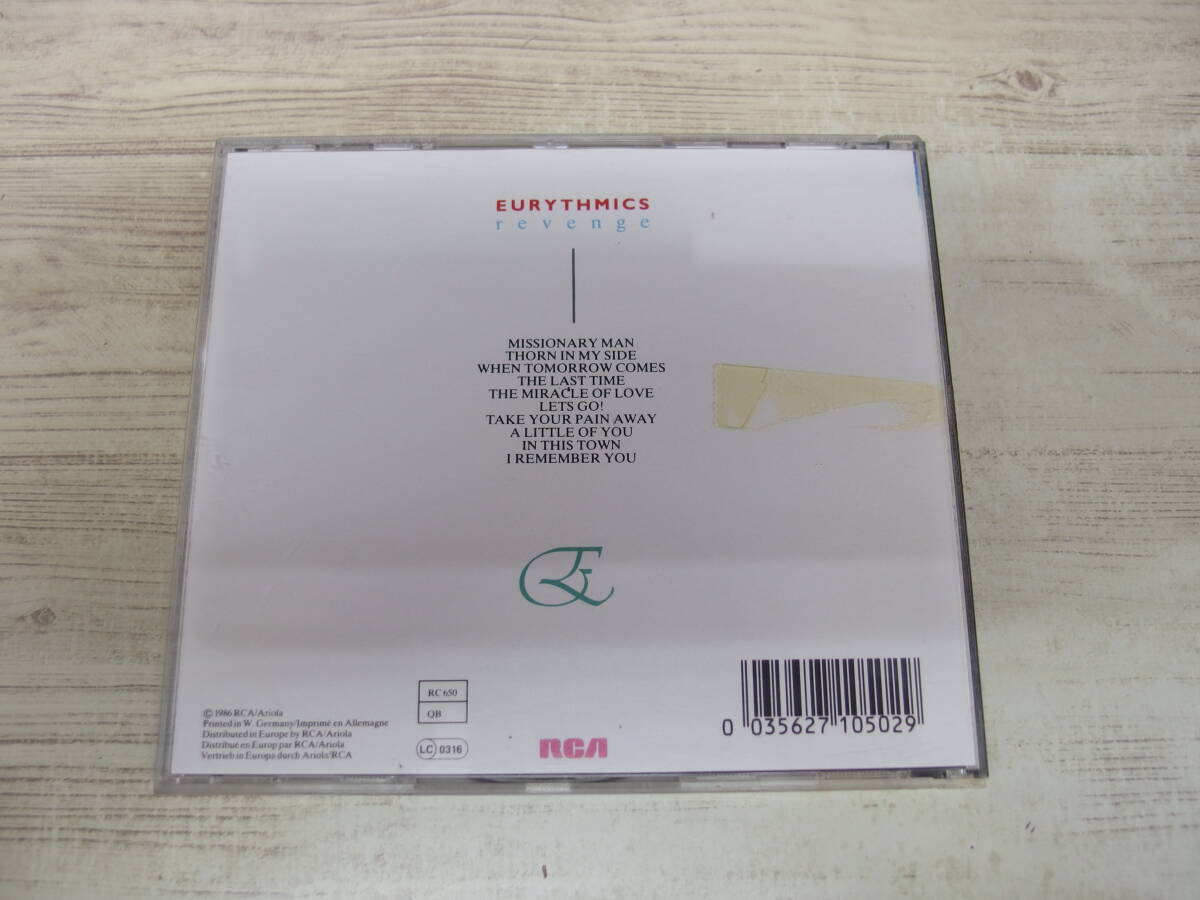 EURYTHMICS
revenge
MISSIONARY MAN
THORN IN MY SIDE
WHEN TOMORROW COMES
THE LAST TIME
THE MIRACLE OF LOVE
LETS GO!
TAKE YOUR PAIN AWAY
A LITTLE OF YOU
IN THIS TOWN
I REMEMBER YOU
E
© 1986 RCA/Ariola
Printed in W. Germany/Imprimé en Allemagne
Distributed in Europe by RCA/Ariola
Distribué en Europ par RCA/Ariola
Vertrieb in Europa durch Ariola/RCA
RC 650
QB
LC 0316
RCA
0 035627 105029